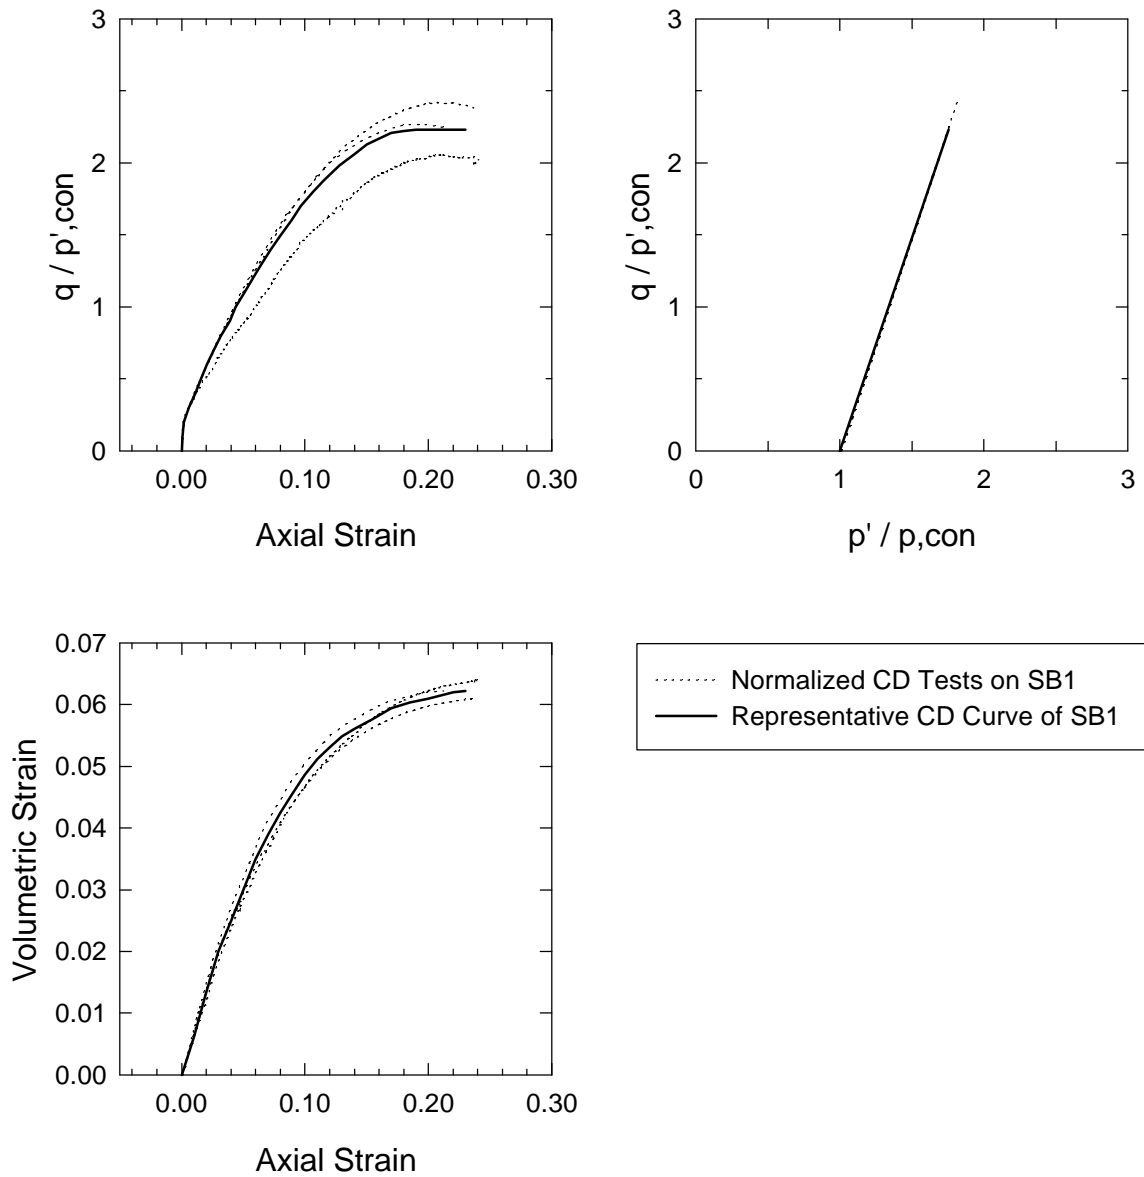 3
2
1
0
q / p',con
0.00 0.10 0.20 0.30
Axial Strain
3
2
1
0
q / p',con
0 1 2 3
p' / p,con
0.07
0.06
0.05
0.04
0.03
0.02
0.01
0.00
Volumetric Strain
0.00 0.10 0.20 0.30
Axial Strain
Normalized CD Tests on SB1
Representative CD Curve of SB1